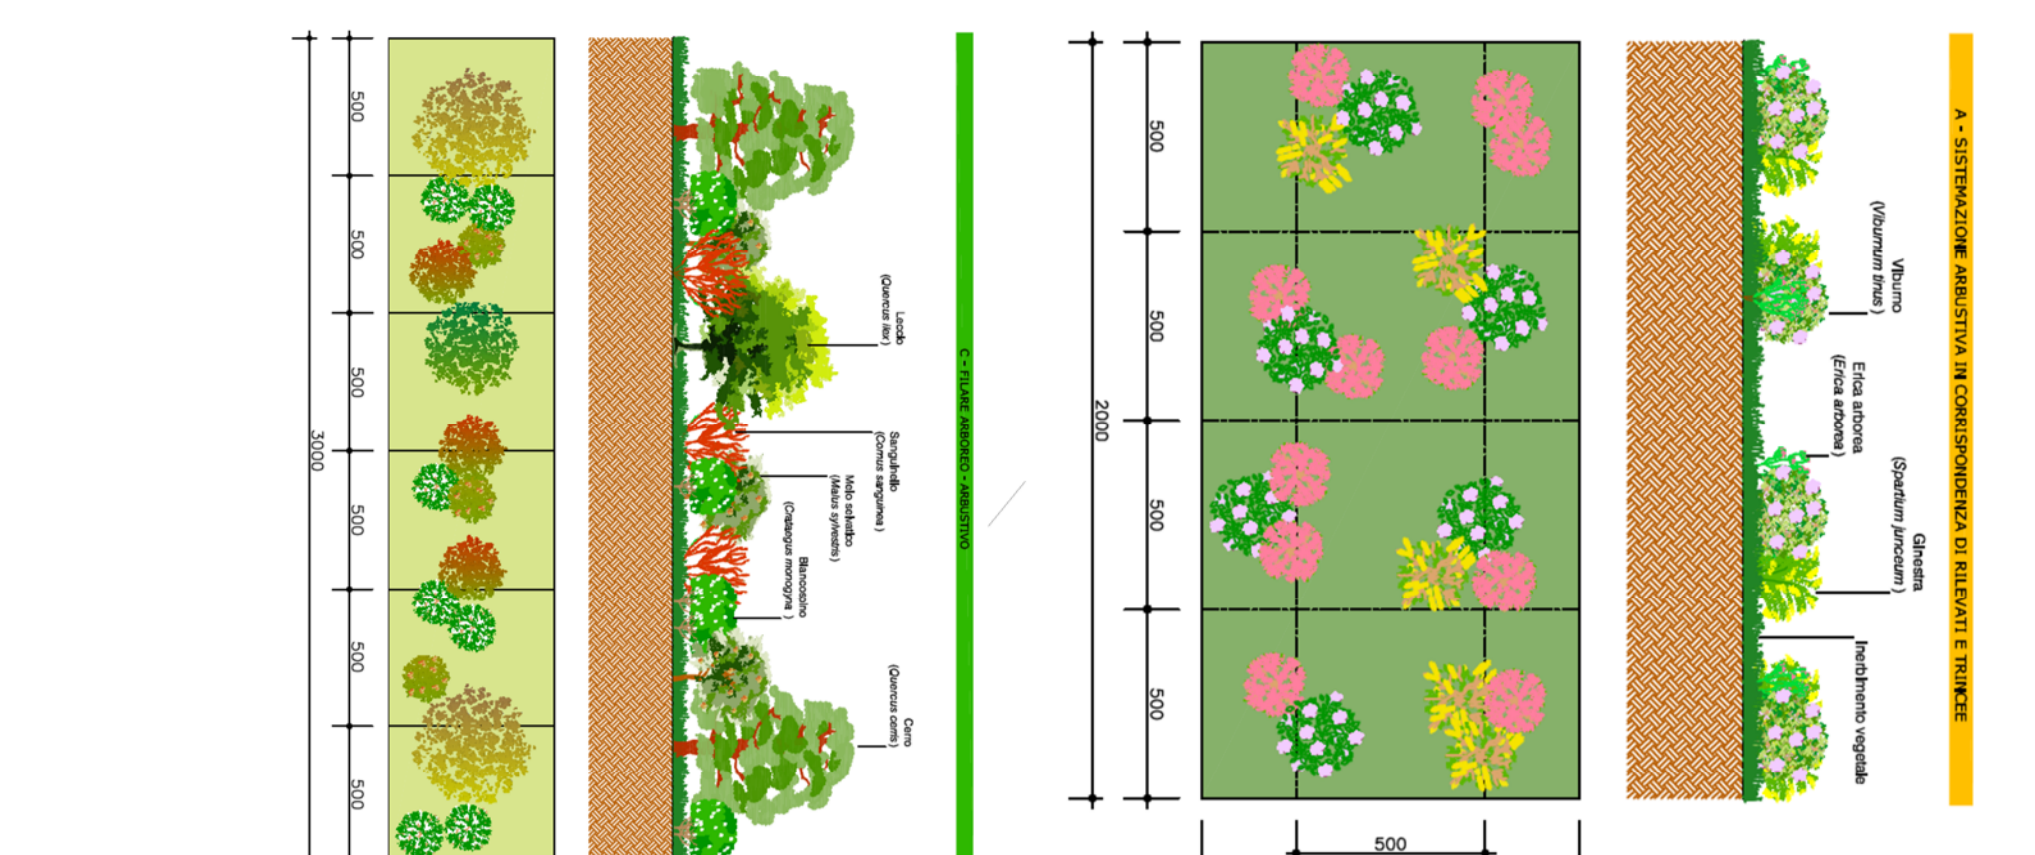 A - SISTEMAZIONE ARBUSTIVA IN CORRISPONDENZA DI RILEVATI E TRINCEE
Viburno
(Viburnum tinus)
Erica arborea
(Erica arborea)
Ginestra
(Spartium junceum)
Inerbimento vegetale
500
500
500
500
2000
500
C - FILARE ARBOREO - ARBUSTIVO
Leccio
(Quercus ilex)
Sanguinello
(Cornus sanguinea)
Melo selvatico
(Malus sylvestris)
Biancospino
(Crataegus monogyna)
Cerro
(Quercus cerris)
500
500
500
500
500
500
3000